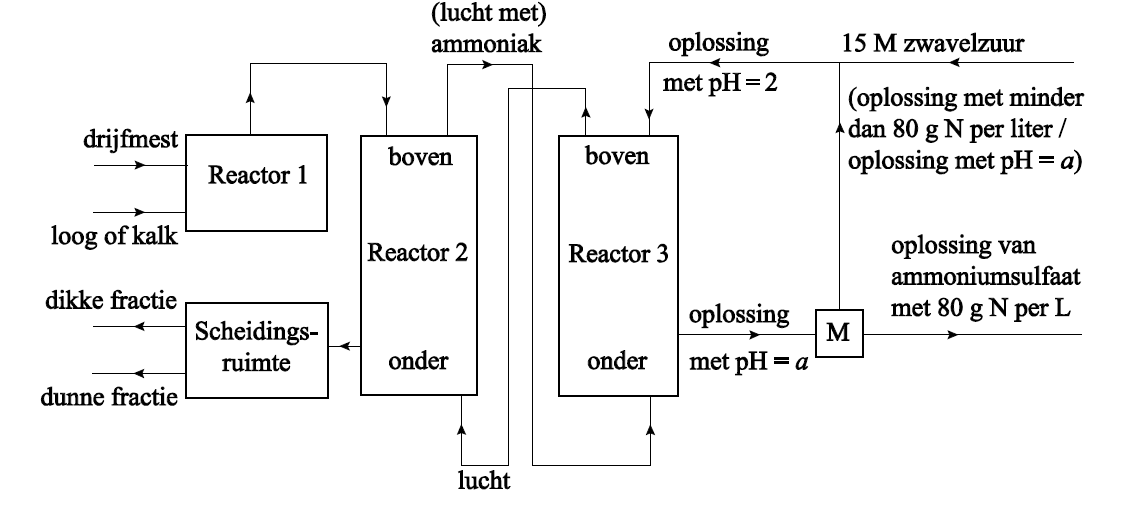 (lucht met)
ammoniak
oplossing
met pH = 2
15 M zwavelzuur
(oplossing met minder
dan 80 g N per liter /
oplossing met pH = a)
drijfmest
loog of kalk
Reactor 1
boven
Reactor 2
onder
boven
Reactor 3
onder
dikke fractie
dunne fractie
Scheidings-
ruimte
lucht
oplossing
met pH = a
M
oplossing van
ammoniumsulfaat
met 80 g N per L